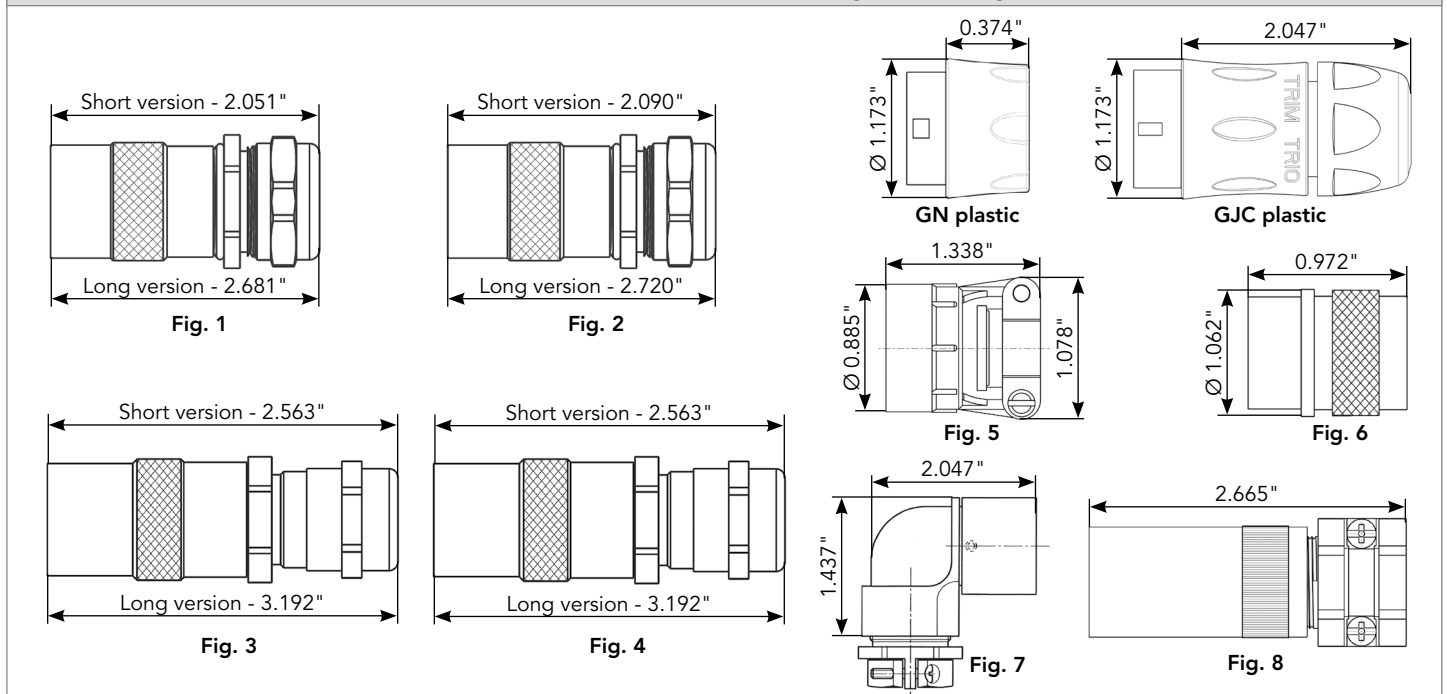 Short version - 2.051"
Long version - 2.681"
Fig. 1
Short version - 2.090"
Long version - 2.720"
Fig. 2
0.374"
Ø 1.173"
GN plastic
2.047"
Ø 1.173"
TRIM TRIO
GJC plastic
1.338"
Ø 0.885"
1.078"
Fig. 5
0.972"
Ø 1.062"
Fig. 6
Short version - 2.563"
Long version - 3.192"
Fig. 3
Short version - 2.563"
Long version - 3.192"
Fig. 4
2.047"
1.437"
Fig. 7
2.665"
Fig. 8